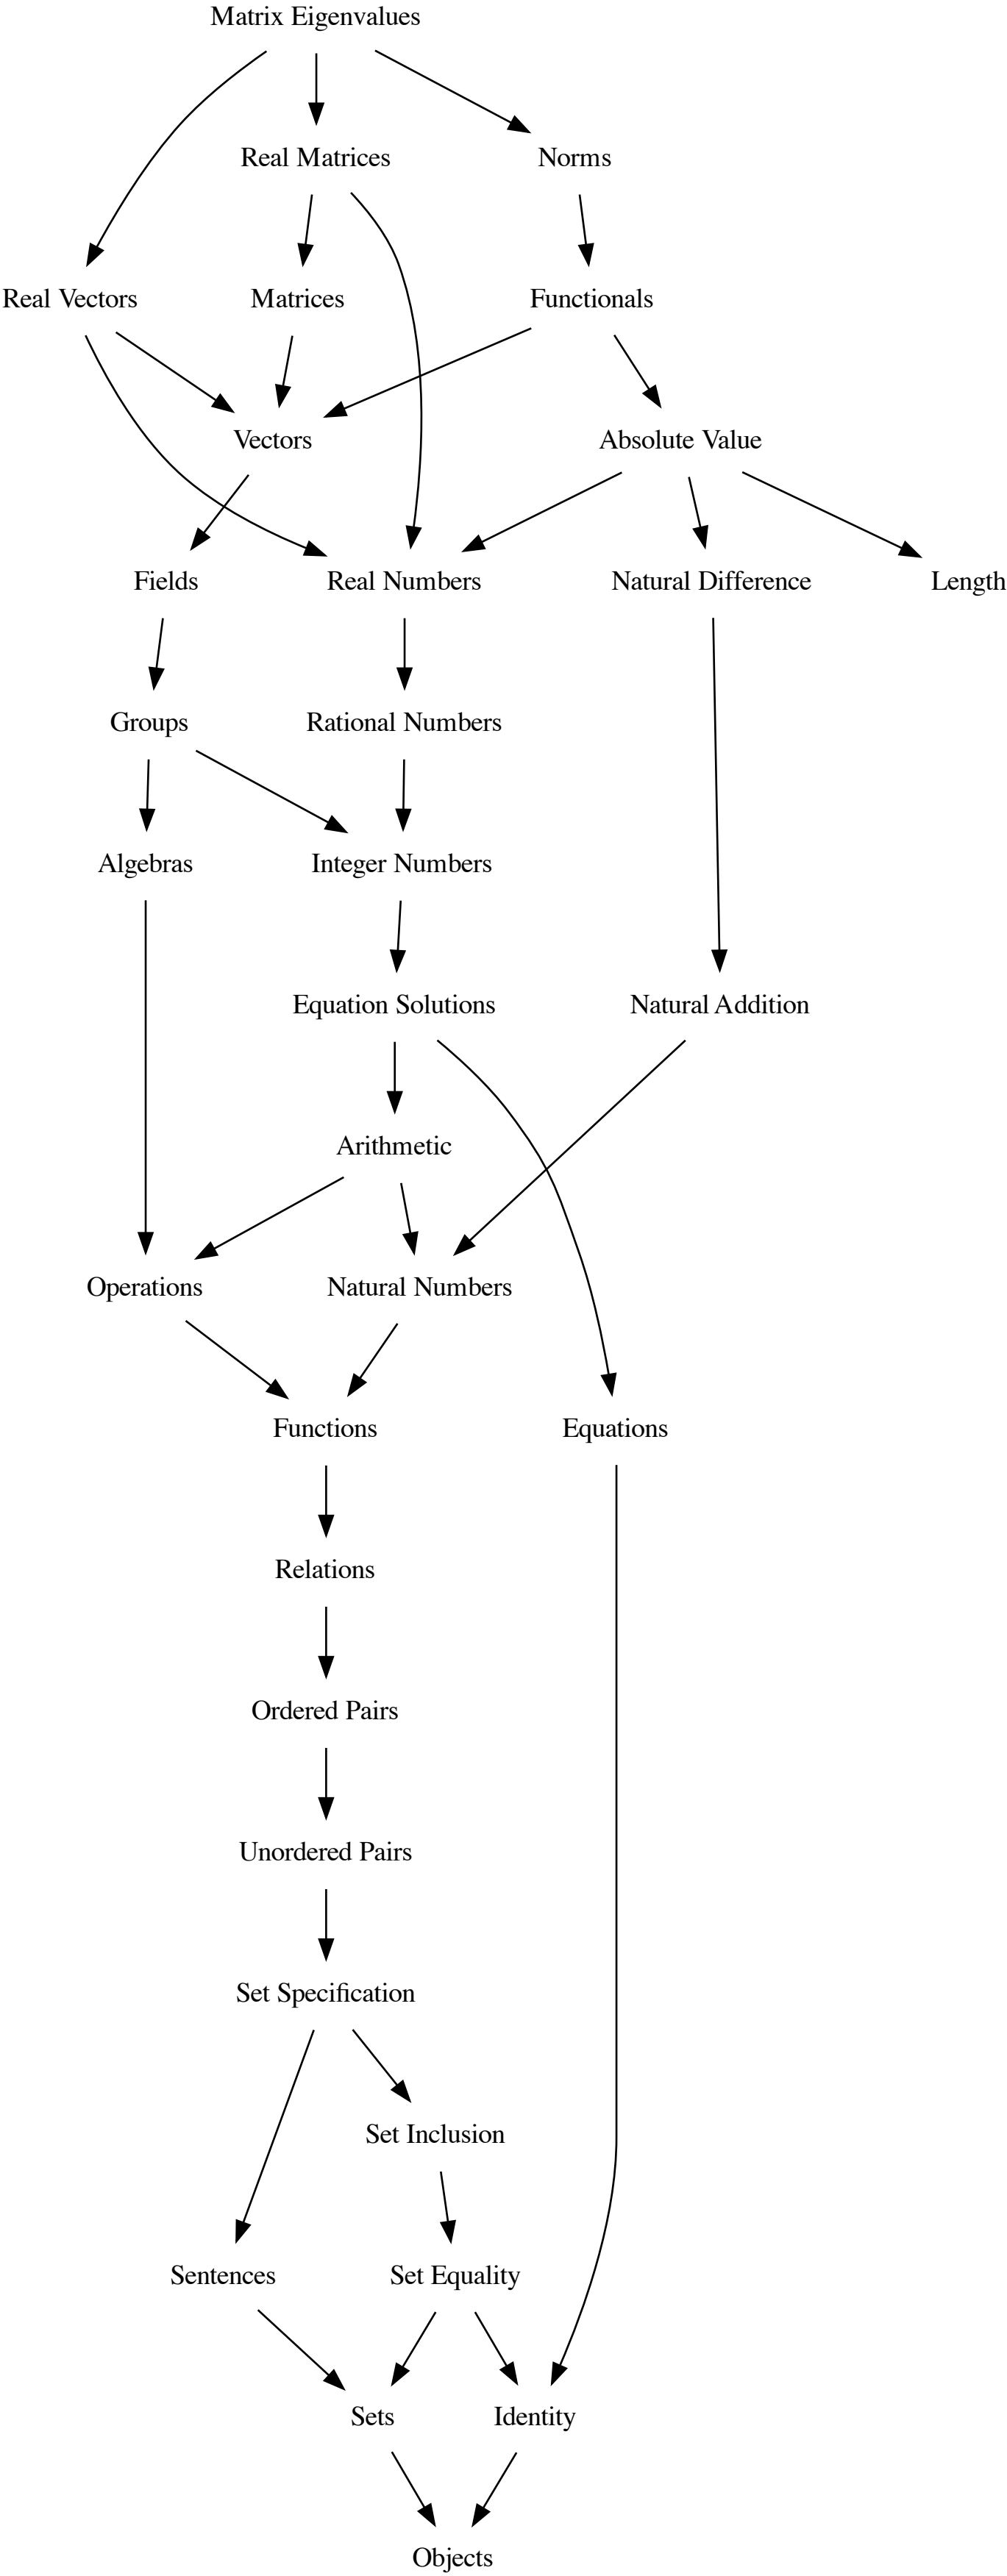 Matrix Eigenvalues
Real Matrices
Norms
Real Vectors
Matrices
Functionals
Vectors
Absolute Value
Fields
Real Numbers
Natural Difference
Length
Groups
Rational Numbers
Algebras
Integer Numbers
Equation Solutions
Natural Addition
Arithmetic
Operations
Natural Numbers
Functions
Equations
Relations
Ordered Pairs
Unordered Pairs
Set Specification
Set Inclusion
Sentences
Set Equality
Sets
Identity
Objects